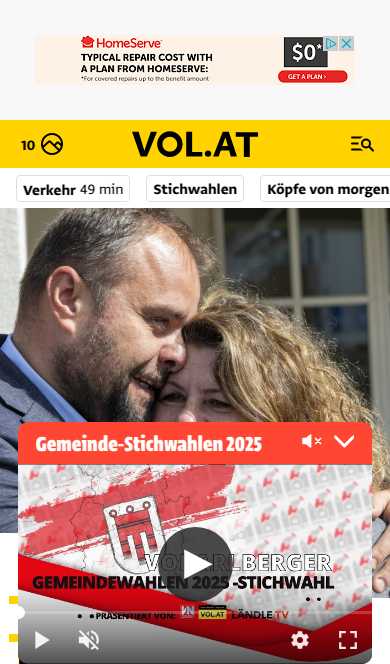 HomeServe
TYPICAL REPAIR COST WITH
A PLAN FROM HOMESERVE:
*For covered repairs up to the benefit amount
$0*
GET A PLAN ›
10
VOL.AT
Verkehr 49 min
Stichwahlen
Köpfe von morgen
Gemeinde-Stichwahlen 2025
GEMEINDEWAHLEN 2025 -STICHWAHL
PRÄSENTIERT VON:
VN
VOL.AT
LÄNDLE TV